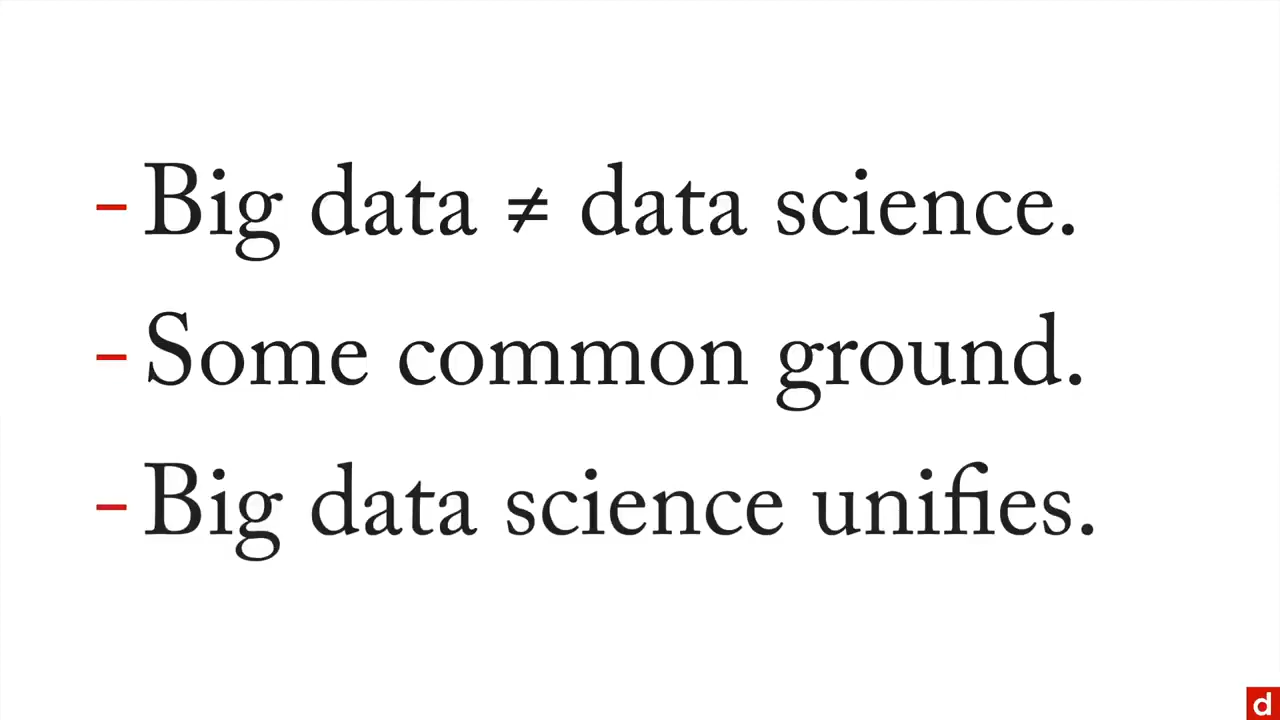 - Big data ≠ data science.
- Some common ground.
- Big data science unifies.
d